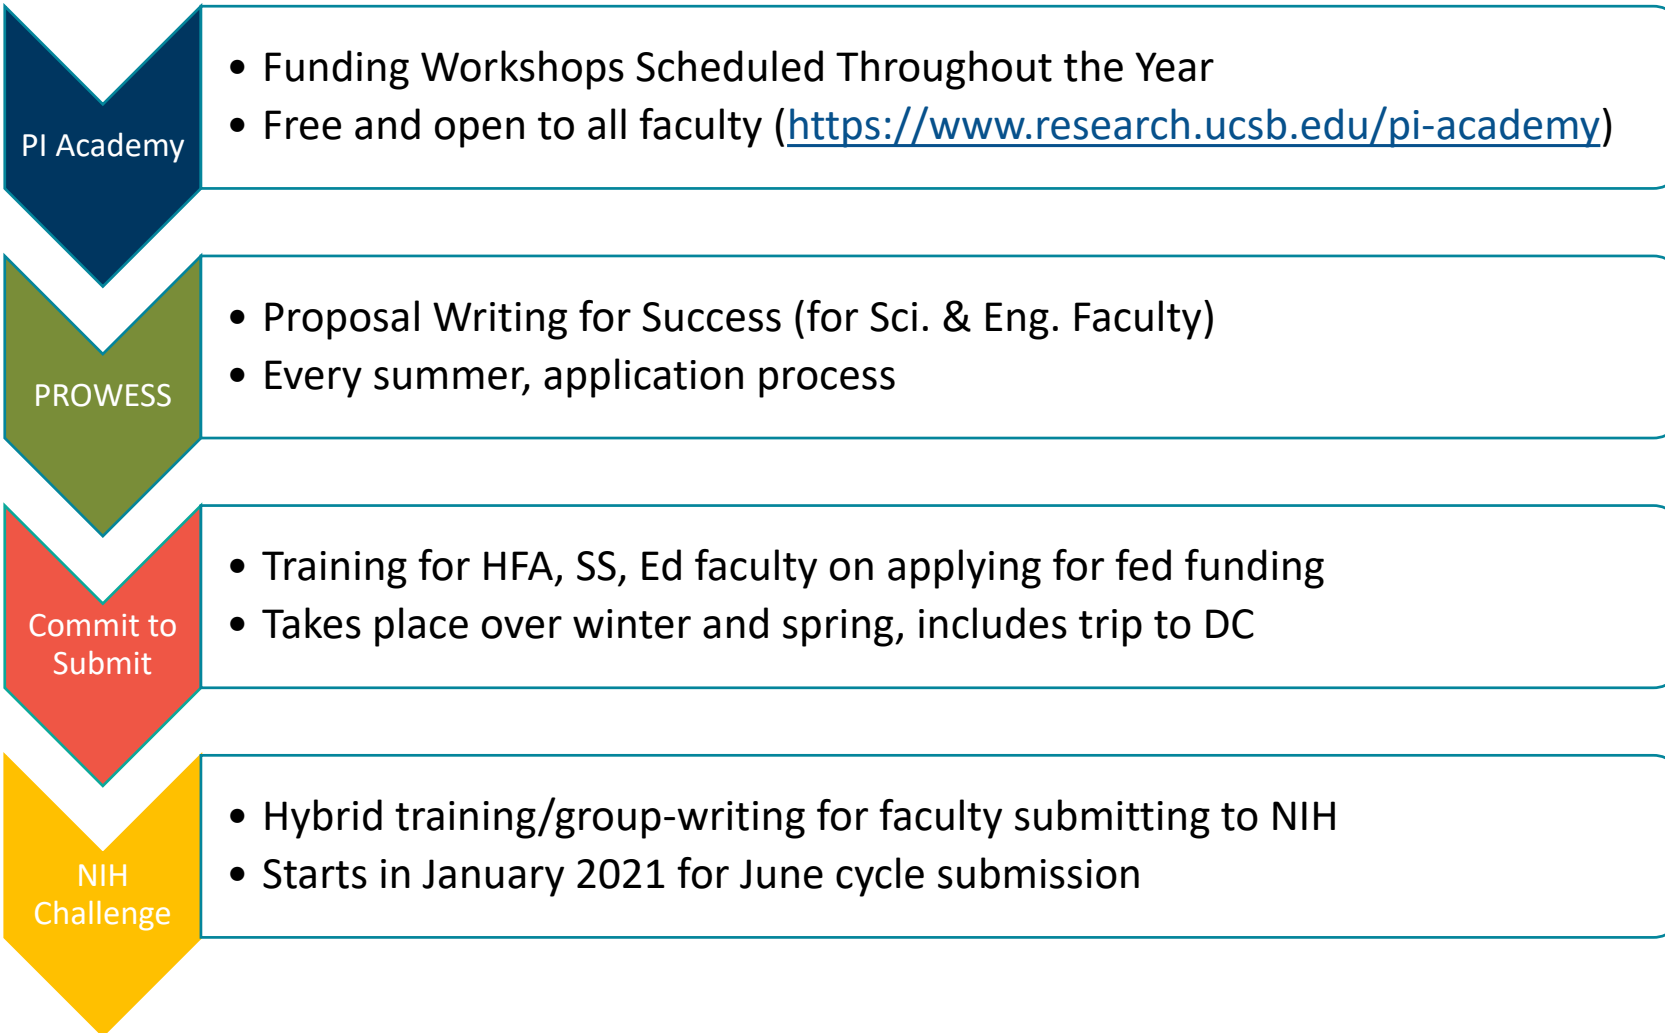 PI Academy
• Funding Workshops Scheduled Throughout the Year
• Free and open to all faculty (https://www.research.ucsb.edu/pi-academy)
PROWESS
• Proposal Writing for Success (for Sci. & Eng. Faculty)
• Every summer, application process
Commit to
Submit
• Training for HFA, SS, Ed faculty on applying for fed funding
• Takes place over winter and spring, includes trip to DC
NIH
Challenge
• Hybrid training/group-writing for faculty submitting to NIH
• Starts in January 2021 for June cycle submission